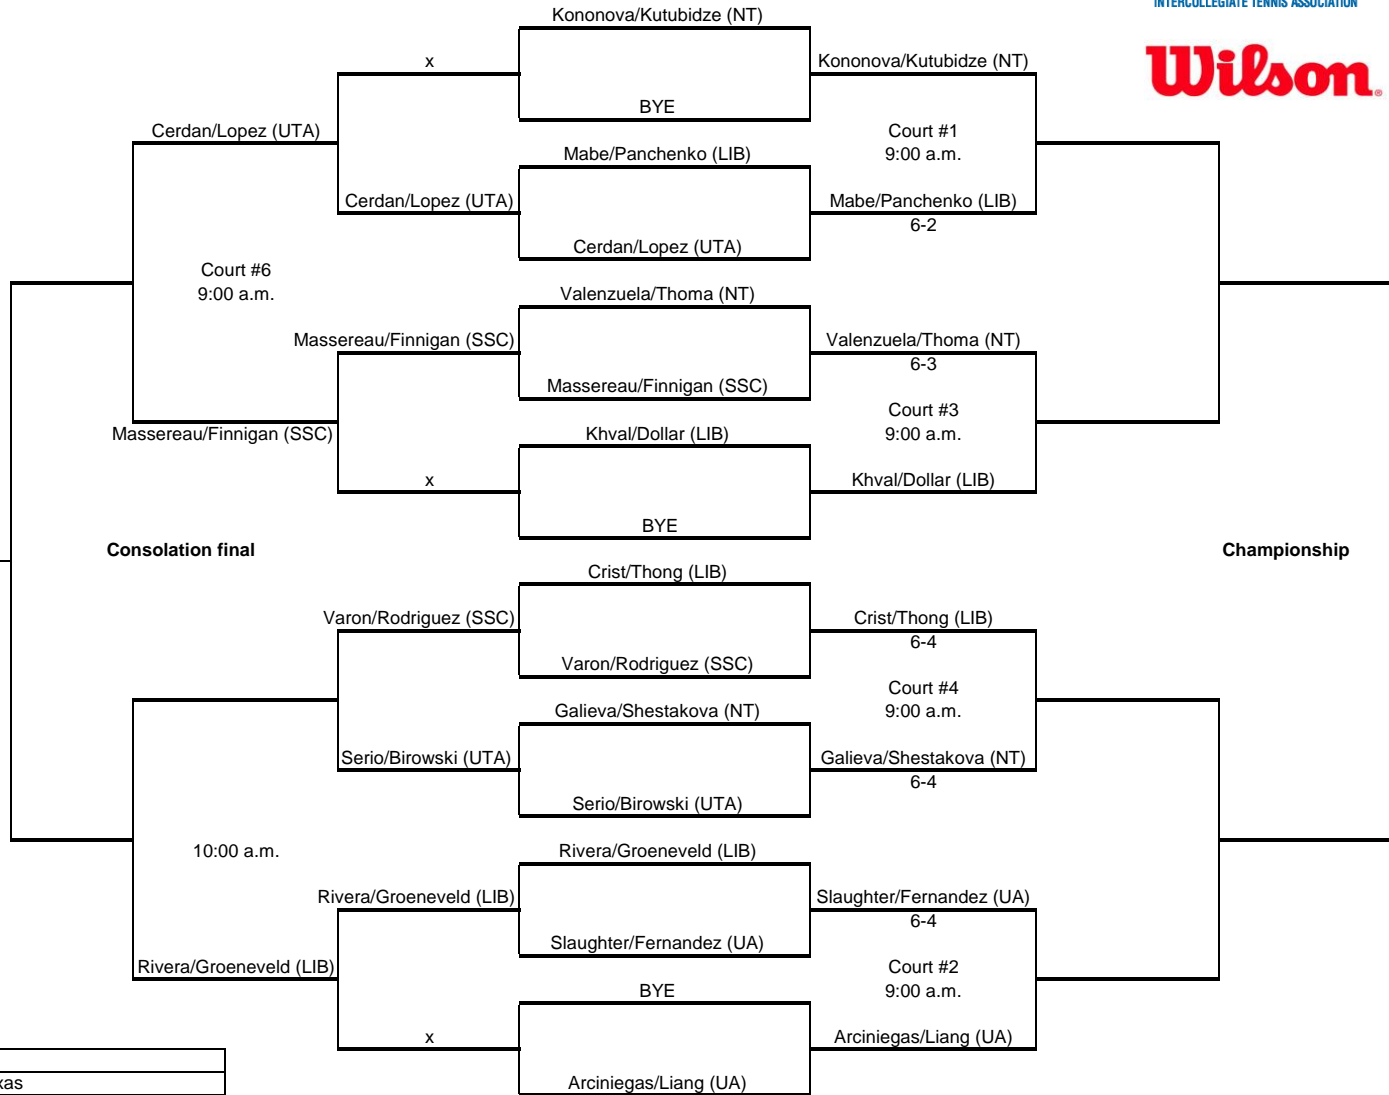 INTERCOLLEGIATE TENNIS ASSOCIATION
Kononova/Kutubidze (NT)
Wilson
x
Kononova/Kutubidze (NT)
BYE
Cerdan/Lopez (UTA)
Court #1
9:00 a.m.
Mabe/Panchenko (LIB)
Cerdan/Lopez (UTA)
Mabe/Panchenko (LIB)
6-2
Cerdan/Lopez (UTA)
Court #6
9:00 a.m.
Valenzuela/Thoma (NT)
Massereau/Finnigan (SSC)
Valenzuela/Thoma (NT)
6-3
Massereau/Finnigan (SSC)
Court #3
9:00 a.m.
Massereau/Finnigan (SSC)
Khval/Dollar (LIB)
x
Khval/Dollar (LIB)
BYE
Consolation final
Championship
Crist/Thong (LIB)
Varon/Rodriguez (SSC)
Crist/Thong (LIB)
6-4
Varon/Rodriguez (SSC)
Court #4
9:00 a.m.
Galieva/Shestakova (NT)
Serio/Birowski (UTA)
Galieva/Shestakova (NT)
6-4
Serio/Birowski (UTA)
10:00 a.m.
Rivera/Groeneveld (LIB)
Rivera/Groeneveld (LIB)
Slaughter/Fernandez (UA)
6-4
Slaughter/Fernandez (UA)
Rivera/Groeneveld (LIB)
Court #2
9:00 a.m.
BYE
x
Arciniegas/Liang (UA)
xas
Arciniegas/Liang (UA)